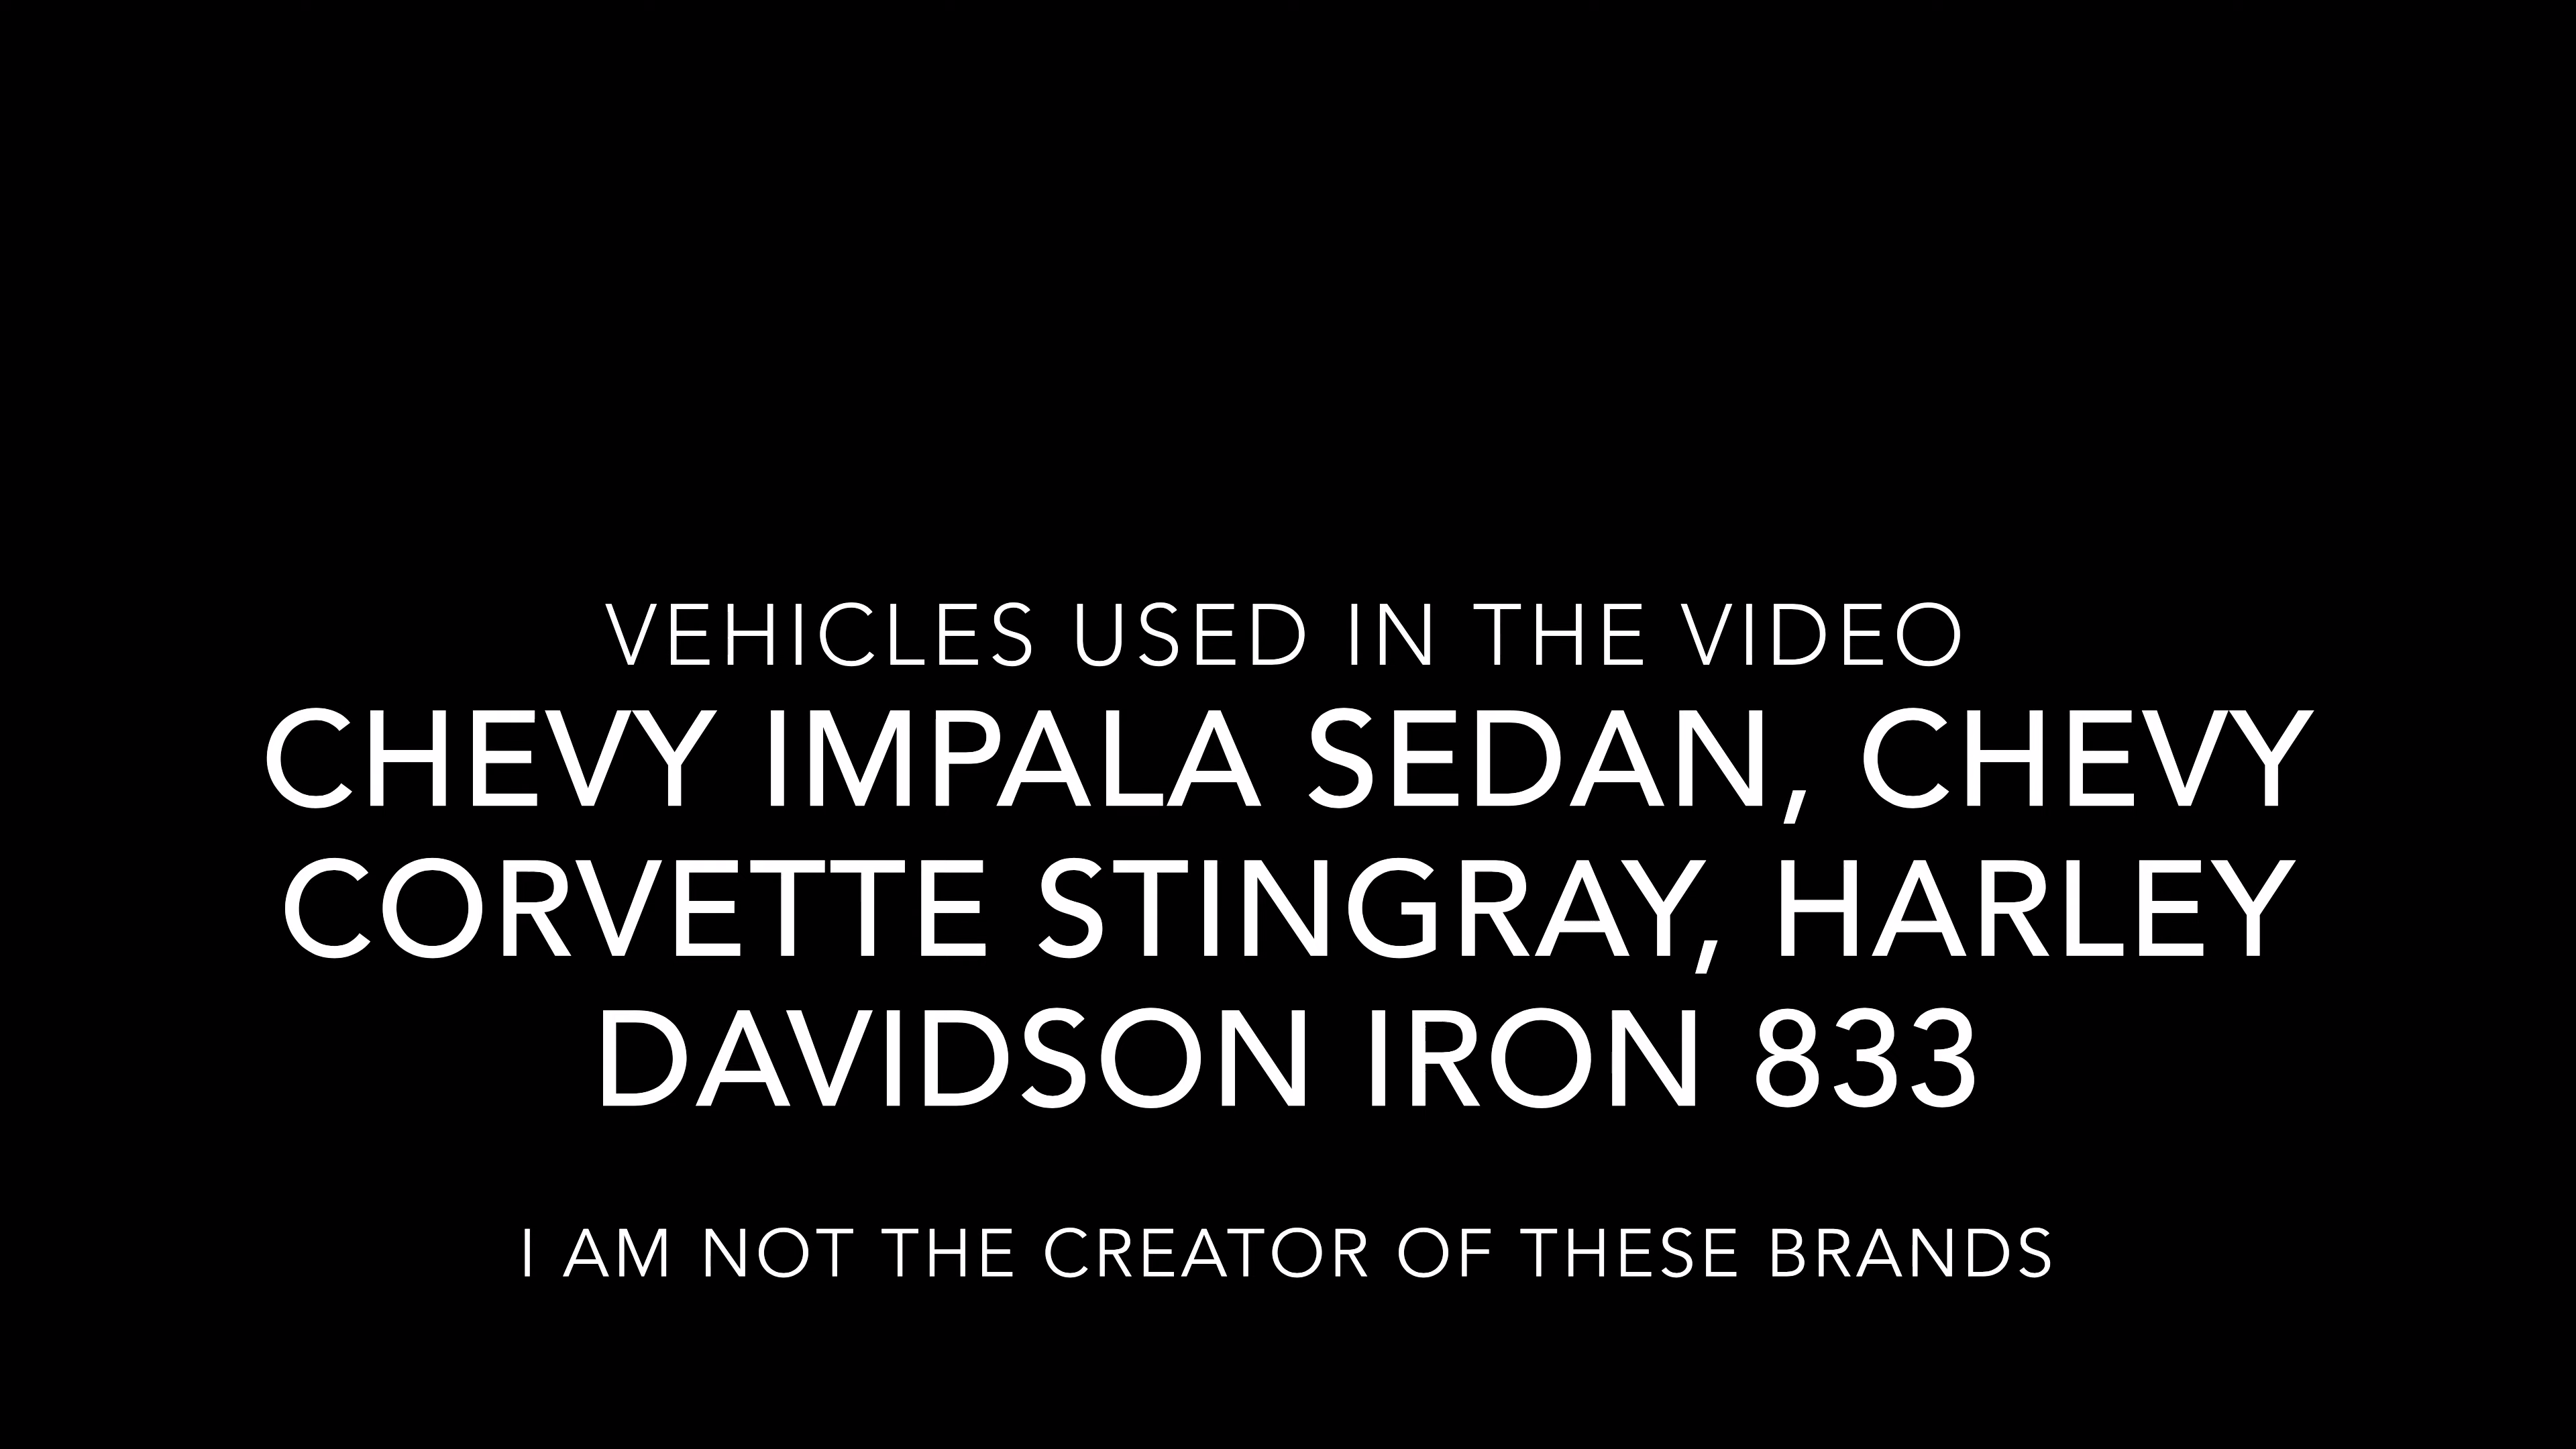 VEHICLES USED IN THE VIDEO
CHEVY IMPALA SEDAN, CHEVY
CORVETTE STINGRAY, HARLEY
DAVIDSON IRON 833
I AM NOT THE CREATOR OF THESE BRANDS